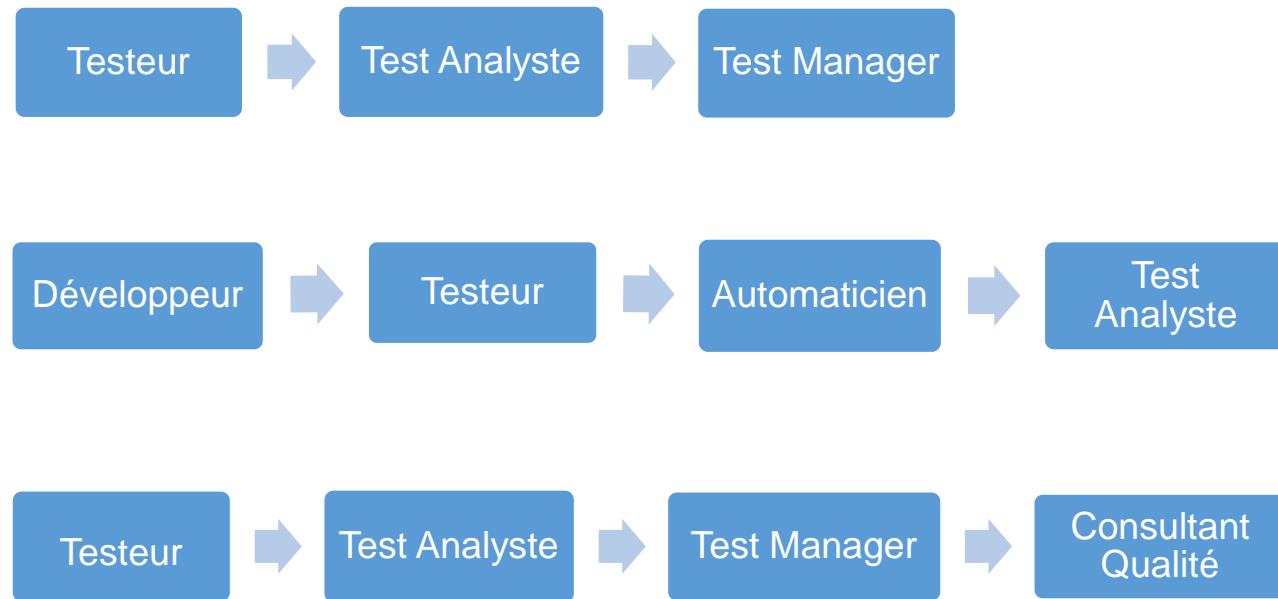 Testeur
Test Analyste
Test Manager
Développeur
Testeur
Automaticien
Test
Analyste
Testeur
Test Analyste
Test Manager
Consultant
Qualité